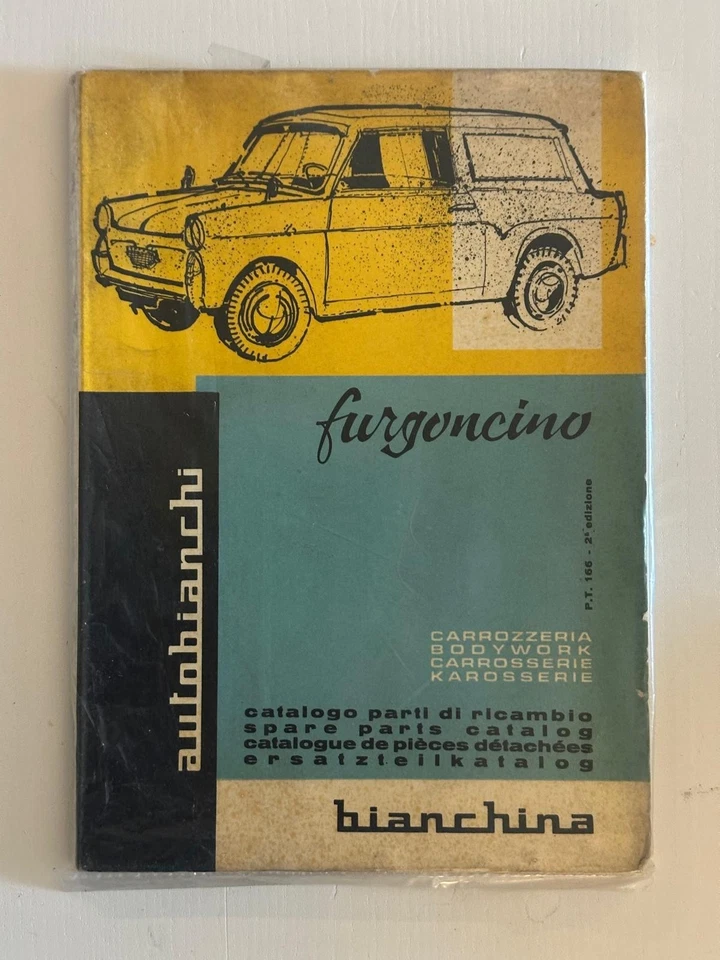 furgoncino
autobianchi
P.T. 166 - 2ª edizione
CARROZZERIA
BODYWORK
CARROSSERIE
KAROSSERIE
catalogo parti di ricambio
spare parts catalog
catalogue de pièces détachées
ersatzteilkatalog
bianchina